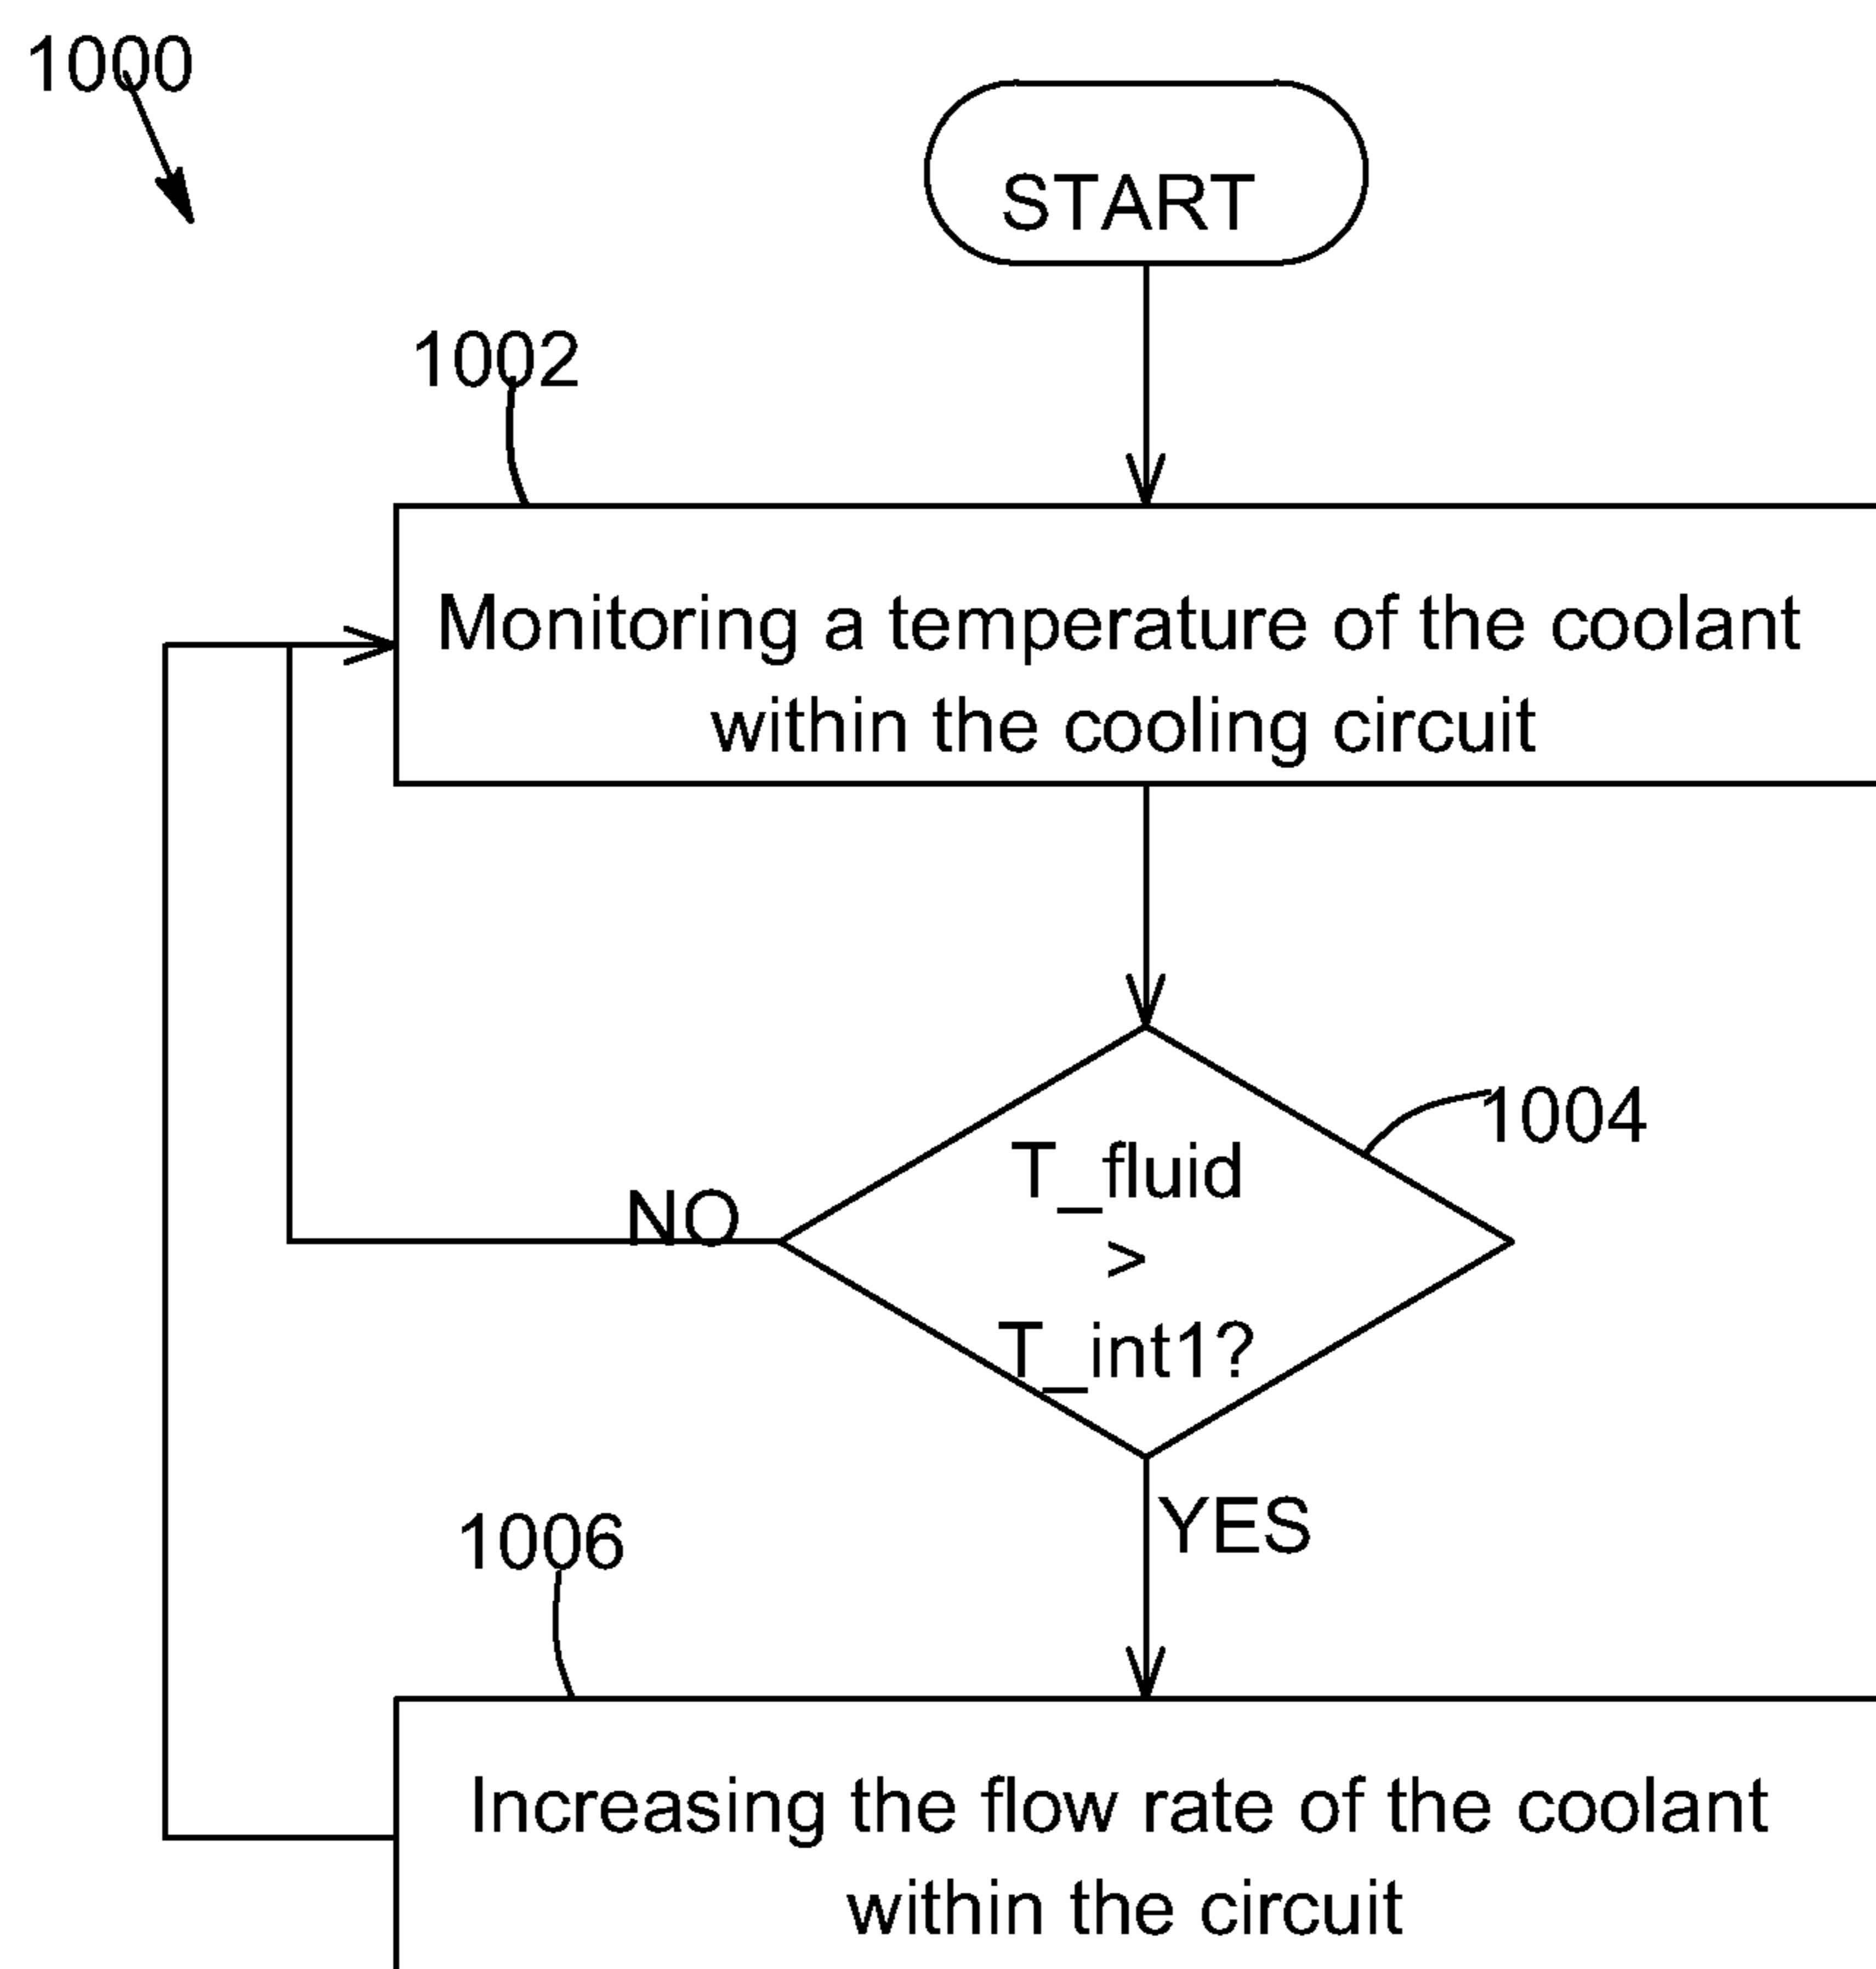 1000
START
1002
Monitoring a temperature of the coolant
within the cooling circuit
1004
T_fluid
>
T_int1?
NO
YES
1006
Increasing the flow rate of the coolant
within the circuit